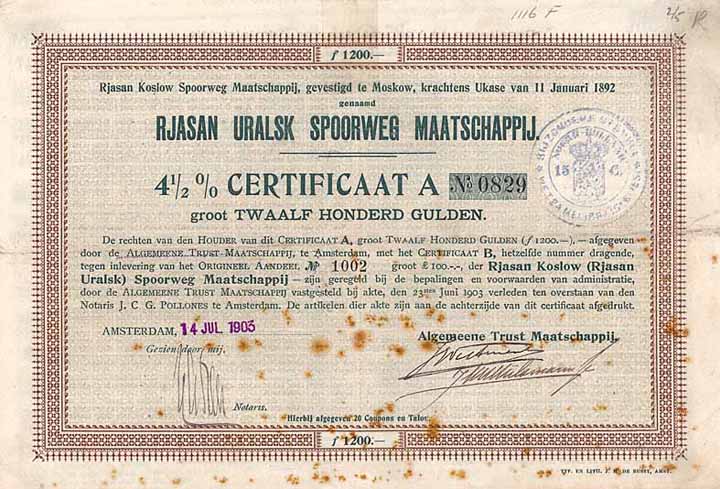 1116 F
ƒ 1200.—
Rjasan Koslow Spoorweg Maatschappij, gevestigd te Moskow, krachtens Ukase van 11 Januari 1892
genaamd
RJASAN URALSK SPOORWEG MAATSCHAPPIJ.
4½ % CERTIFICAAT A No 0829
groot TWAALF HONDERD GULDEN.
15 C.
De rechten van den HOUDER van dit CERTIFICAAT A, groot TWAALF HONDERD GULDEN (ƒ 1200.—), — afgegeven
door de ALGEMEENE TRUST-MAATSCHAPPIJ, te Amsterdam, met het CERTIFICAAT B, hetzelfde nummer dragende,
tegen inlevering van het ORIGINEEL AANDEEL No 1002 groot £ 100.—.-, der Rjasan Koslow (Rjasan
Uralsk) Spoorweg Maatschappij — zijn geregeld bij de bepalingen en voorwaarden van administratie,
door de ALGEMEENE TRUST MAATSCHAPPIJ vastgesteld bij akte, den 23sten Juni 1903 verleden ten overstaan van den
Notaris J. C. G. POLLONES te Amsterdam. De artikelen dier akte zijn aan de achterzijde van dit certificaat afgedrukt.
AMSTERDAM, 14 JUL 1903
Algemeene Trust Maatschappij,
Gezien door mij,
Notaris.
Hierbij afgegeven 20 Coupons en Talon.
ƒ 1200.—
TYP. EN LITH. J. H. DE BUSSY, AMST.